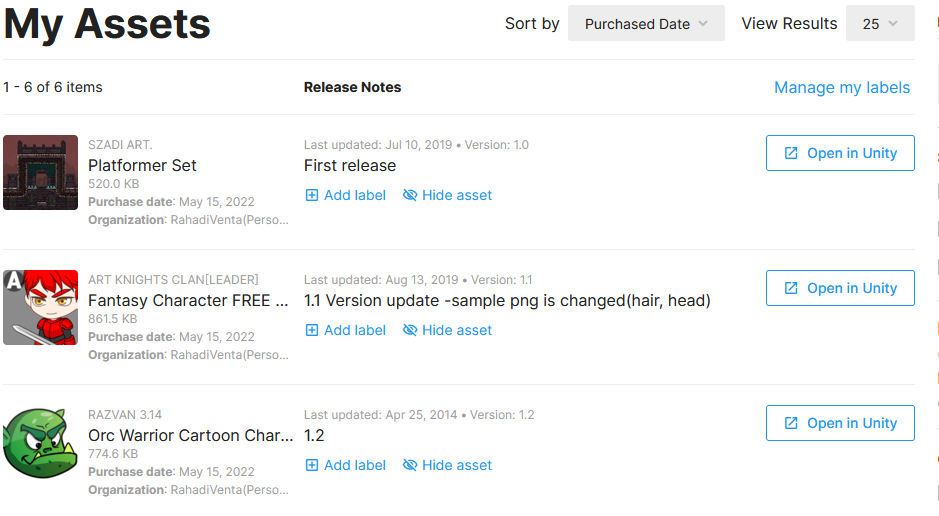 My Assets
Sort by Purchased Date View Results 25
1 - 6 of 6 items Release Notes Manage my labels
SZADI ART. Last updated: Jul 10, 2019 • Version: 1.0
Platformer Set First release Open in Unity
520.0 KB
Purchase date: May 15, 2022 Add label Hide asset
Organization: RahadiVenta(Perso...
A
ART KNIGHTS CLAN[LEADER] Last updated: Aug 13, 2019 • Version: 1.1
Fantasy Character FREE ... 1.1 Version update -sample png is changed(hair, head) Open in Unity
861.5 KB
Purchase date: May 15, 2022 Add label Hide asset
Organization: RahadiVenta(Perso...
RAZVAN 3.14 Last updated: Apr 25, 2014 • Version: 1.2
Orc Warrior Cartoon Char... 1.2 Open in Unity
774.6 KB
Purchase date: May 15, 2022 Add label Hide asset
Organization: RahadiVenta(Perso...